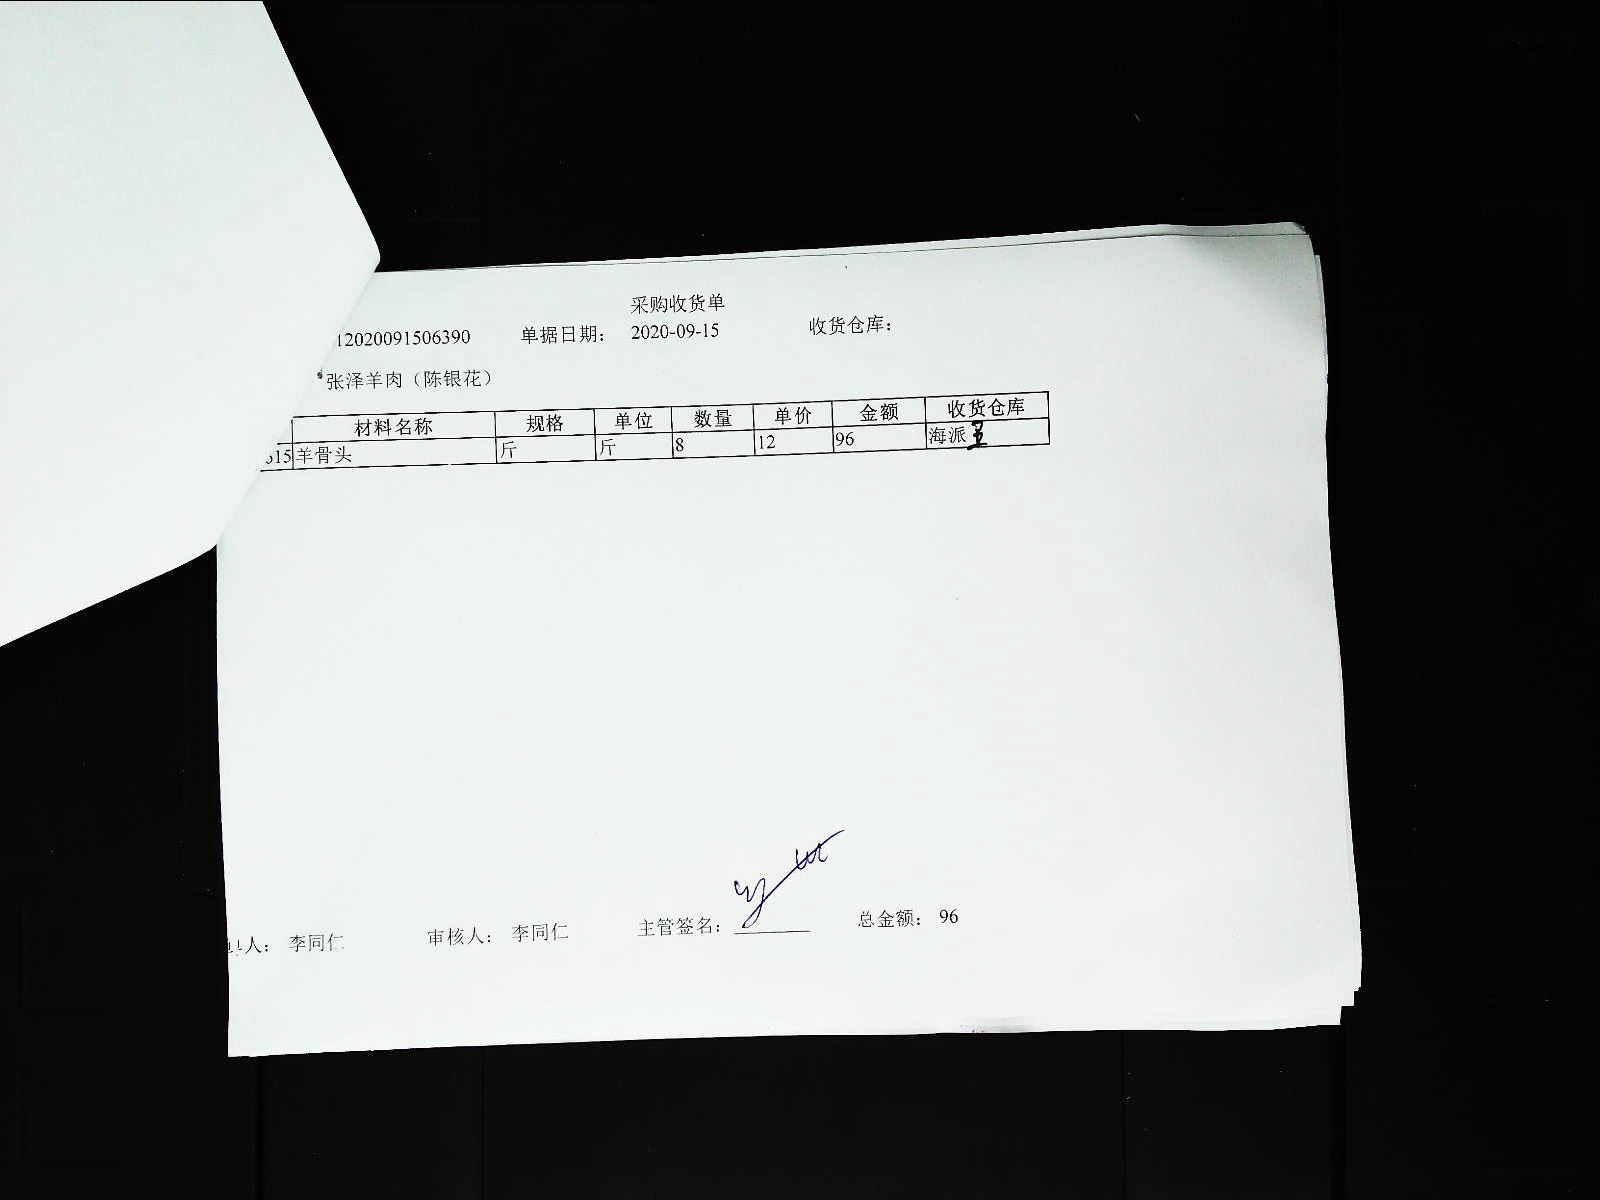 采购收货单
12020091506390 单据日期： 2020-09-15 收货仓库：
张泽羊肉（陈银花）
材料名称 规格 单位 数量 单价 金额 收货仓库
15 羊骨头 斤 斤 8 12 96 海派
人： 李同仁 审核人： 李同仁 主管签名： 总金额： 96